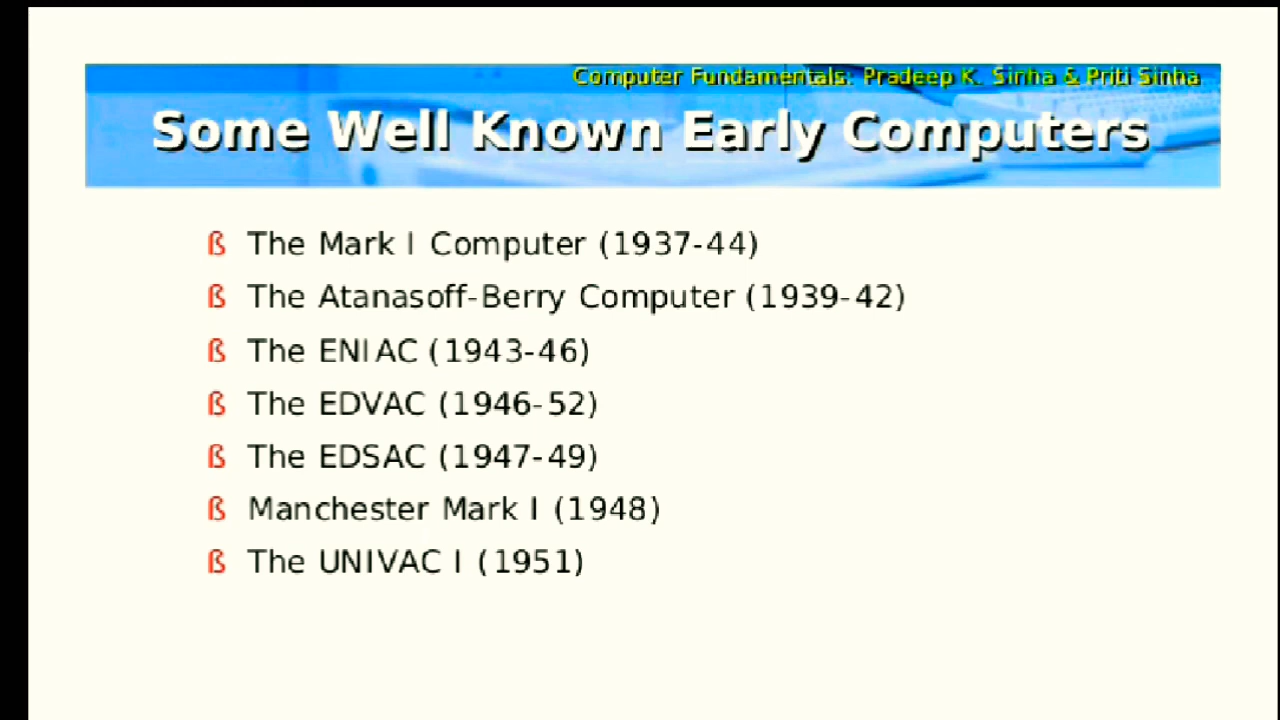 Computer Fundamentals: Pradeep K. Sinha & Priti Sinha
Some Well Known Early Computers
ß The Mark I Computer (1937-44)
ß The Atanasoff-Berry Computer (1939-42)
ß The ENIAC (1943-46)
ß The EDVAC (1946-52)
ß The EDSAC (1947-49)
ß Manchester Mark I (1948)
ß The UNIVAC I (1951)